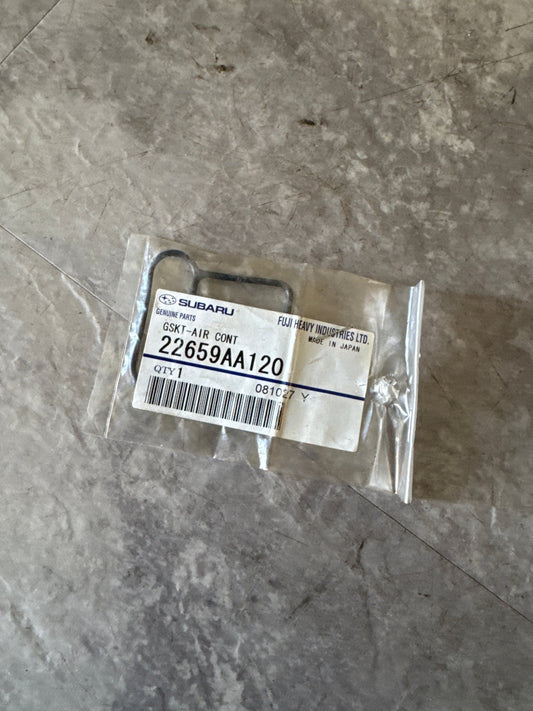 SUBARU
GENUINE PARTS
FUJI HEAVY INDUSTRIES LTD.
MADE IN JAPAN
GSKT-AIR CONT
22659AA120
QTY 1
081027 Y